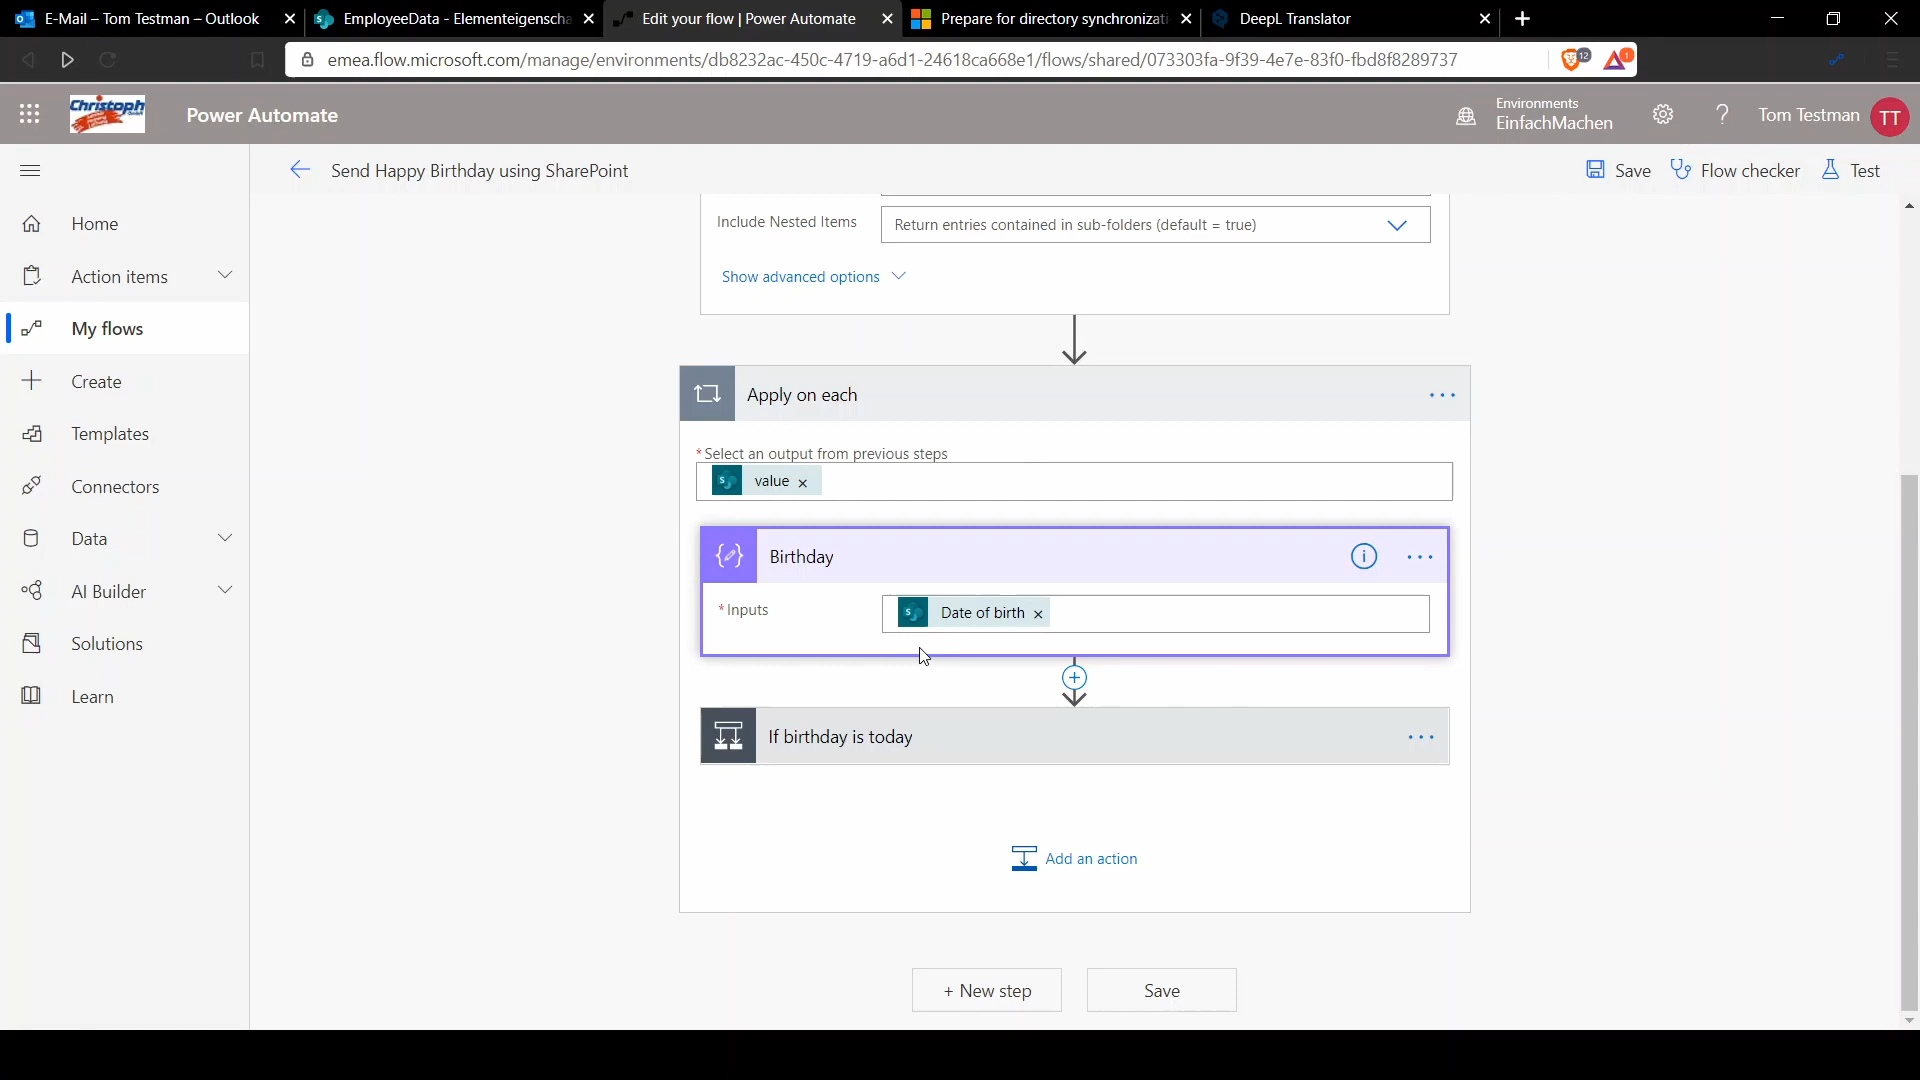 E-Mail – Tom Testman – Outlook
EmployeeData - Elementeigenscha
Edit your flow | Power Automate
Prepare for directory synchronizati
DeepL Translator
emea.flow.microsoft.com/manage/environments/db8232ac-450c-4719-a6d1-24618ca668e1/flows/shared/073303fa-9f39-4e7e-83f0-fbd8f8289737
12
1
Christoph
Power Automate
Environments
EinfachMachen
?
Tom Testman
TT
Send Happy Birthday using SharePoint
Save
Flow checker
Test
Home
Action items
My flows
Create
Templates
Connectors
Data
AI Builder
Solutions
Learn
Include Nested Items
Return entries contained in sub-folders (default = true)
Show advanced options
Apply on each
*Select an output from previous steps
value
Birthday
*Inputs
Date of birth
If birthday is today
Add an action
+ New step
Save